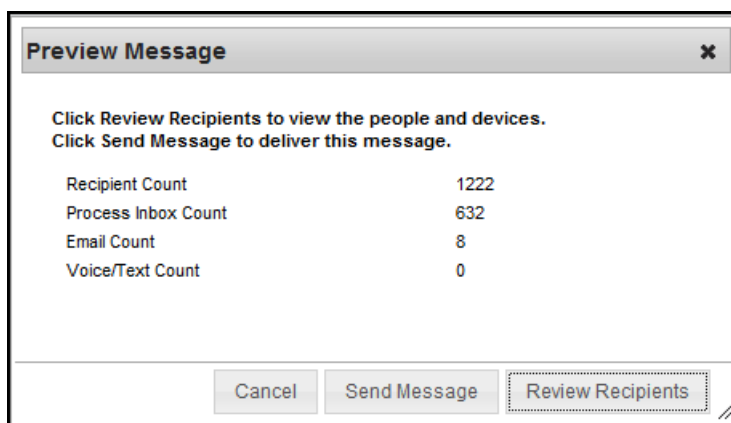 Preview Message
Click Review Recipients to view the people and devices.
Click Send Message to deliver this message.
Recipient Count 1222
Process Inbox Count 632
Email Count 8
Voice/Text Count 0
Cancel Send Message Review Recipients